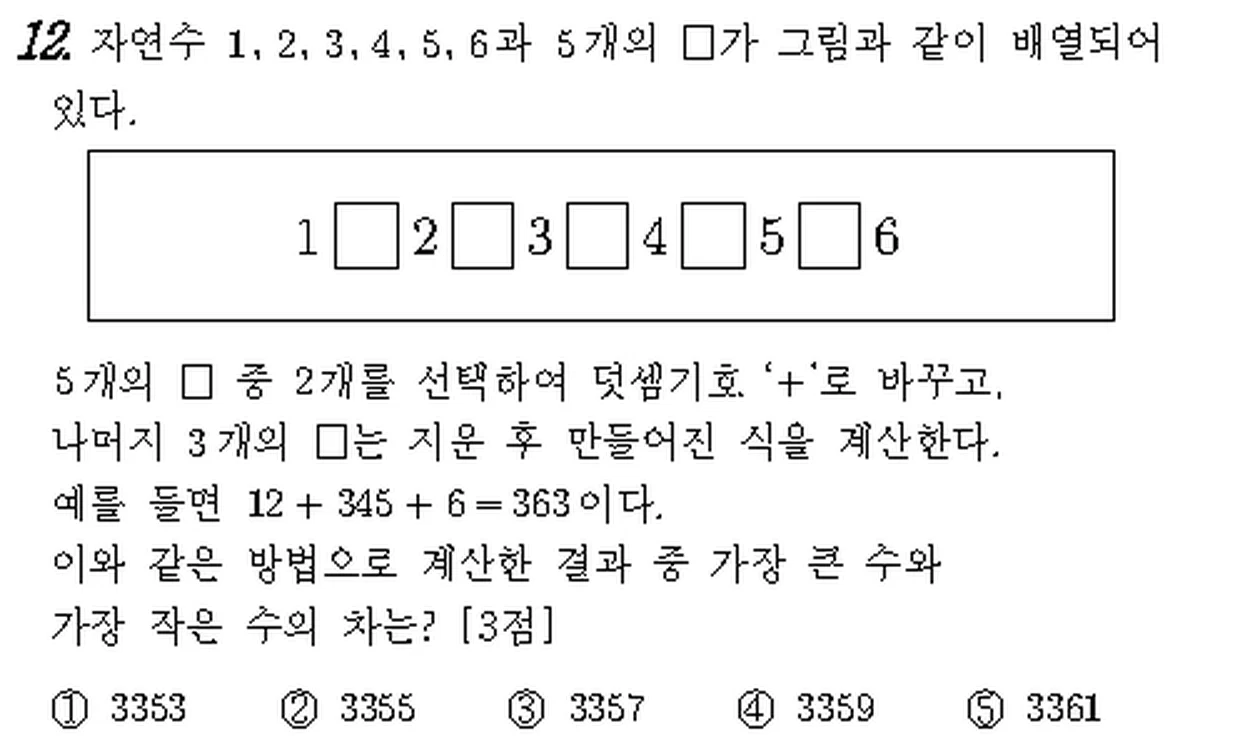 12. 자연수 1, 2, 3, 4, 5, 6과 5개의 □가 그림과 같이 배열되어
있다.
1 □ 2 □ 3 □ 4 □ 5 □ 6
5개의 □ 중 2개를 선택하여 덧셈기호 ‘+’로 바꾸고,
나머지 3개의 □는 지운 후 만들어진 식을 계산한다.
예를 들면 12 + 345 + 6 = 363이다.
이와 같은 방법으로 계산한 결과 중 가장 큰 수와
가장 작은 수의 차는? [3점]
① 3353 ② 3355 ③ 3357 ④ 3359 ⑤ 3361